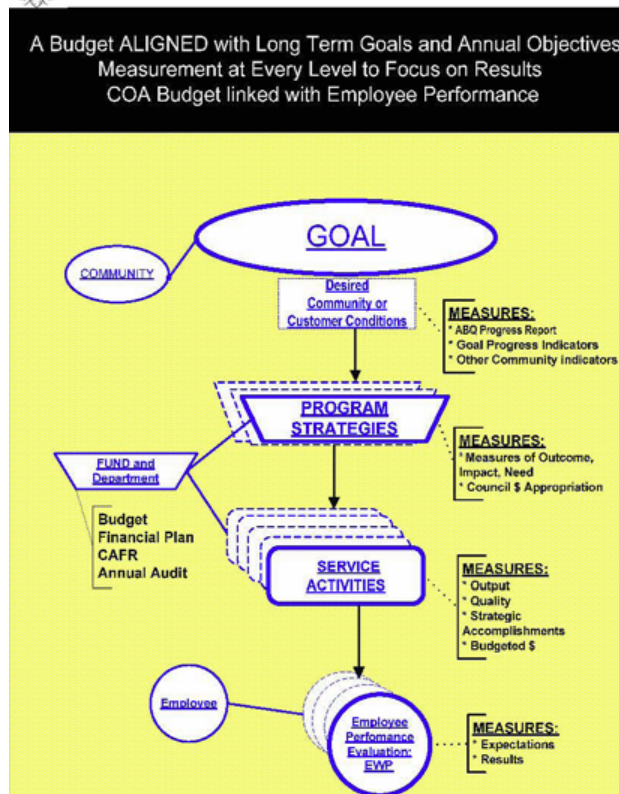 A Budget ALIGNED with Long Term Goals and Annual Objectives
Measurement at Every Level to Focus on Results
COA Budget linked with Employee Performance
GOAL
COMMUNITY
Desired
Community or
Customer Conditions
MEASURES:
* ABQ Progress Report
* Goal Progress Indicators
* Other Community indicators
PROGRAM
STRATEGIES
MEASURES:
* Measures of Outcome,
Impact, Need
* Council $ Appropriation
FUND and
Department
Budget
Financial Plan
CAFR
Annual Audit
SERVICE
ACTIVITIES
MEASURES:
* Output
* Quality
* Strategic
Accomplishments
* Budgeted $
Employee
Employee
Perfomance
Evaluation:
EWP
MEASURES:
* Expectations
* Results